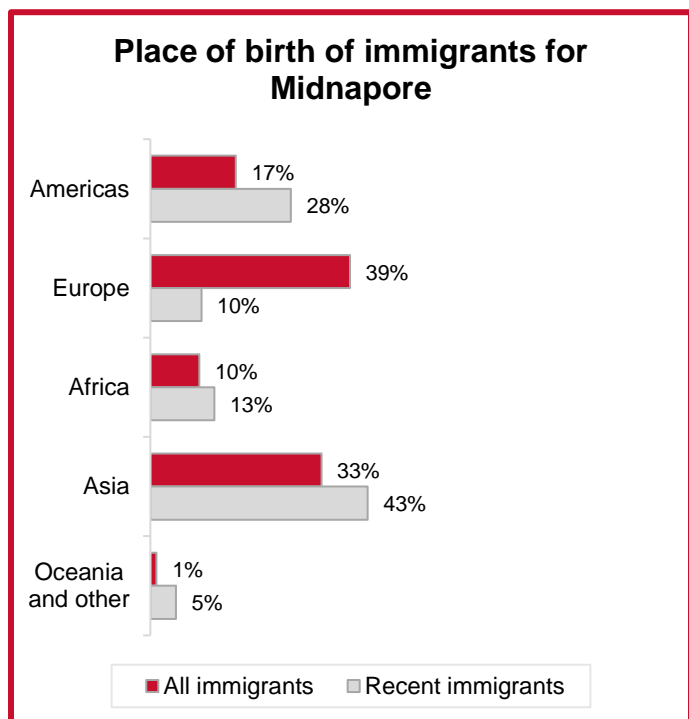 Place of birth of immigrants for
Midnapore
Americas
17%
28%
Europe
39%
10%
Africa
10%
13%
Asia
33%
43%
Oceania
and other
1%
5%
All immigrants
Recent immigrants